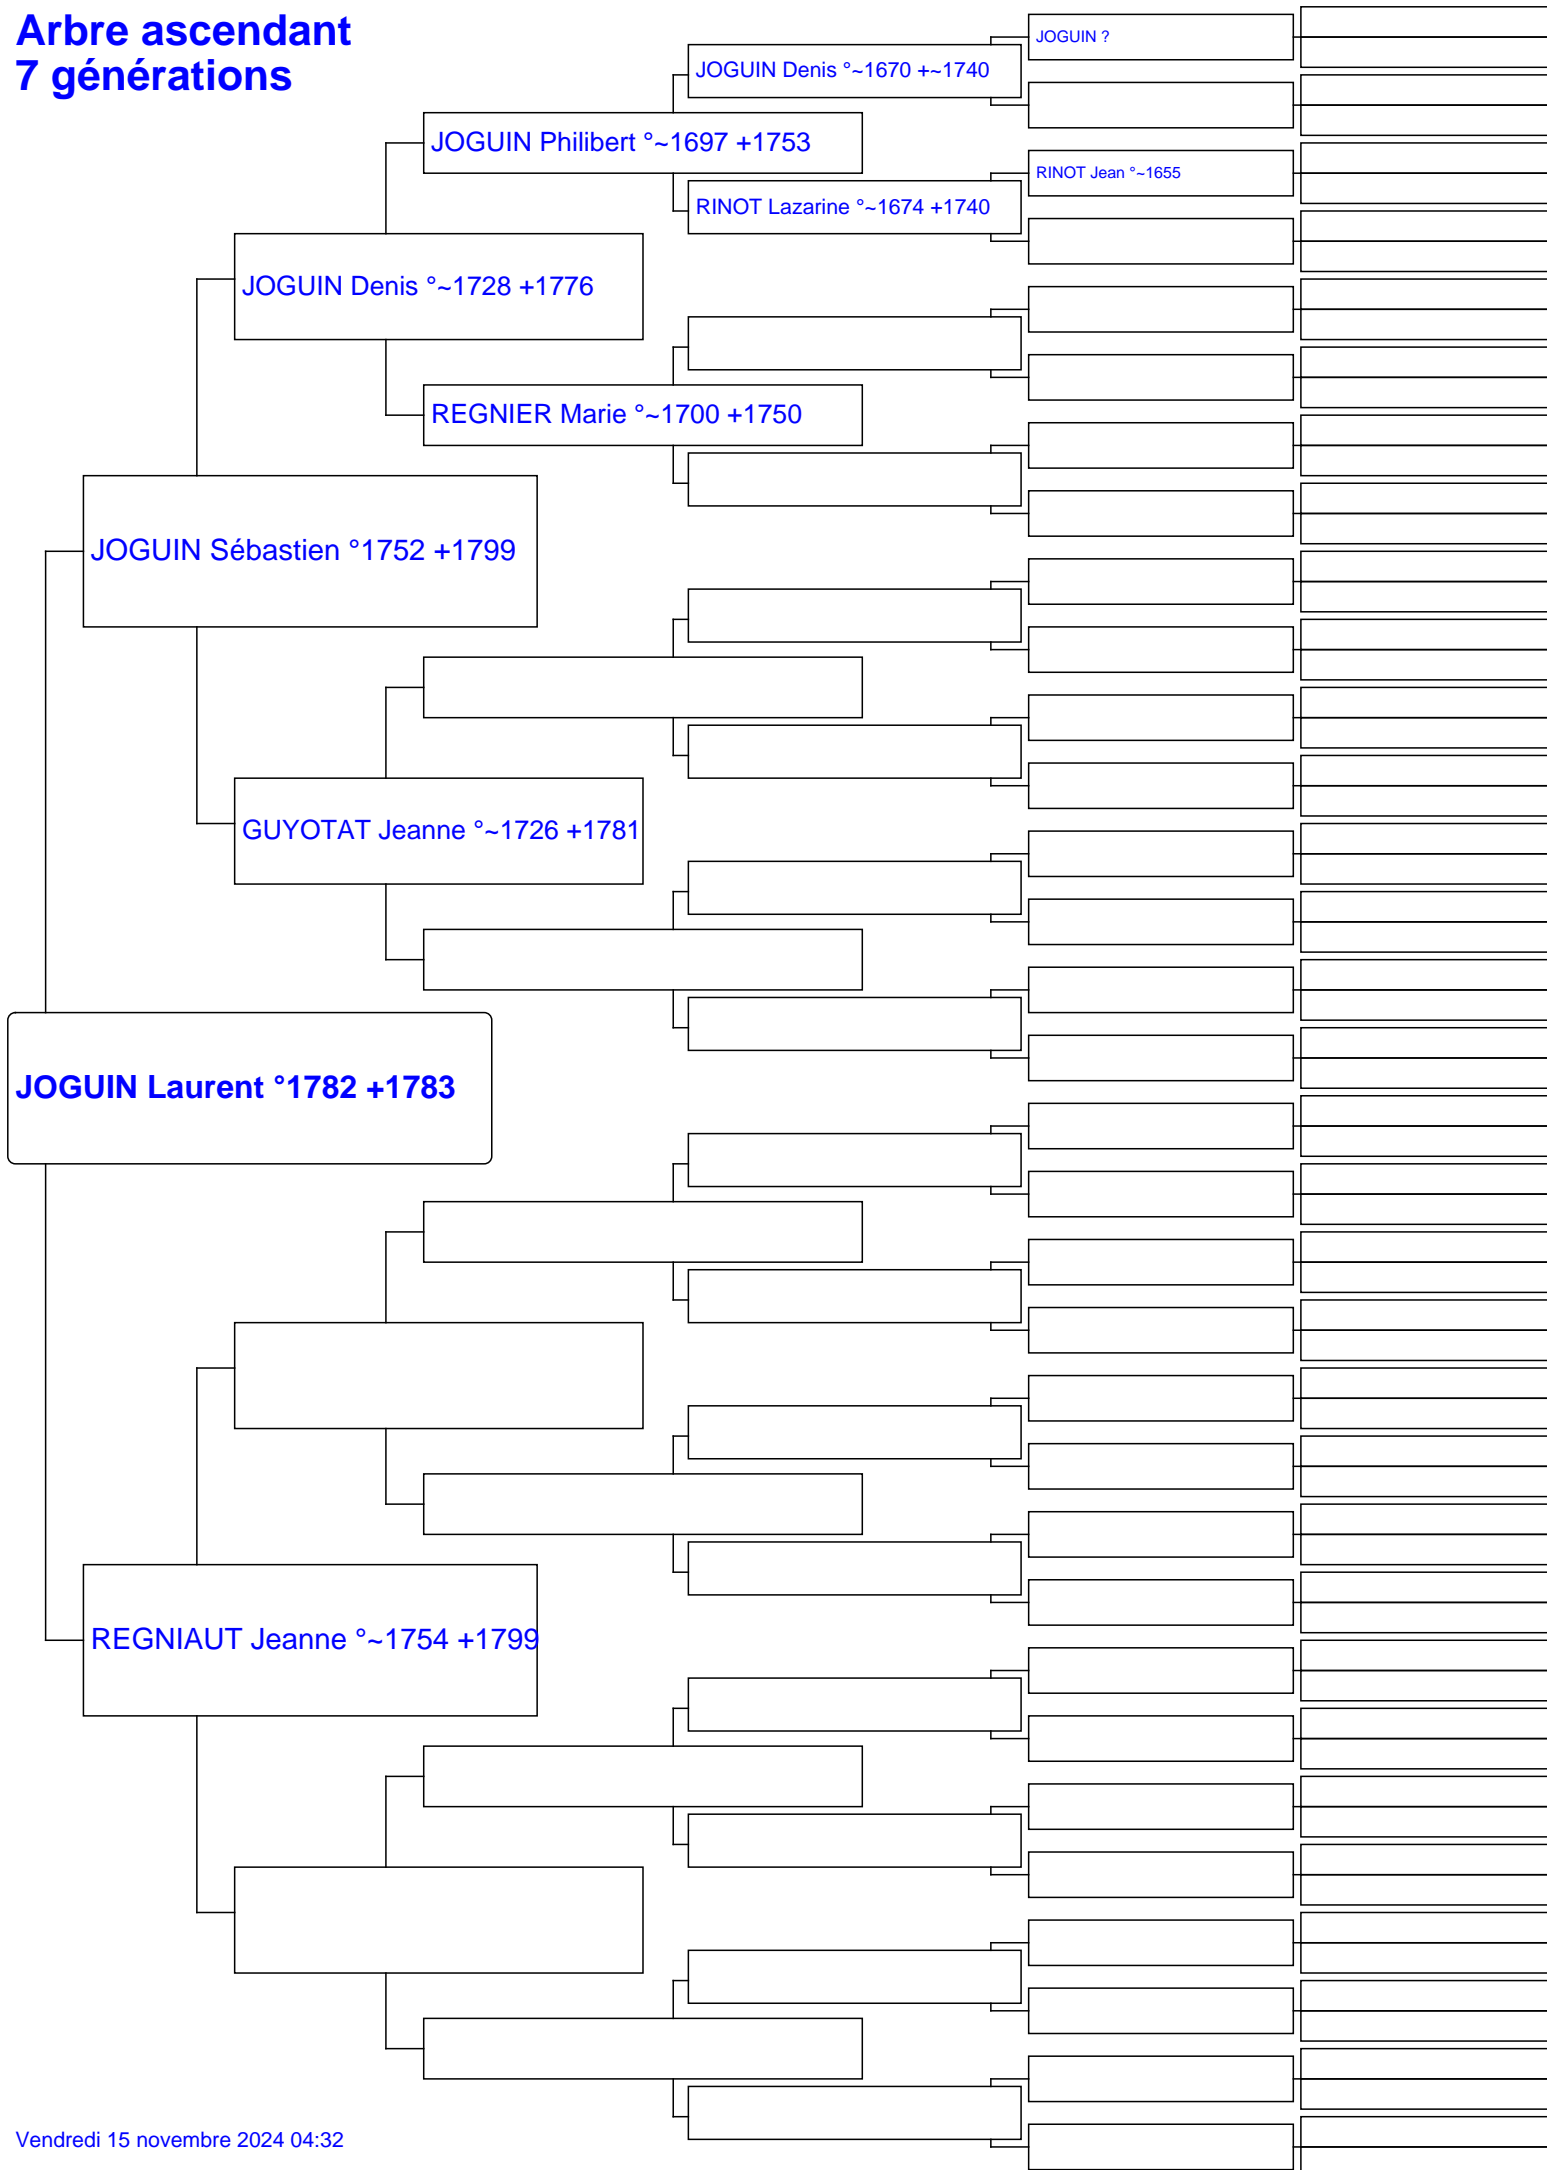 Arbre ascendant
7 générations
JOGUIN ?
JOGUIN Denis °~1670 +~1740
JOGUIN Philibert °~1697 +1753
RINOT Jean °~1655
RINOT Lazarine °~1674 +1740
JOGUIN Denis °~1728 +1776
REGNIER Marie °~1700 +1750
JOGUIN Sébastien °1752 +1799
GUYOTAT Jeanne °~1726 +1781
JOGUIN Laurent °1782 +1783
REGNIAUT Jeanne °~1754 +1799
Vendredi 15 novembre 2024 04:32